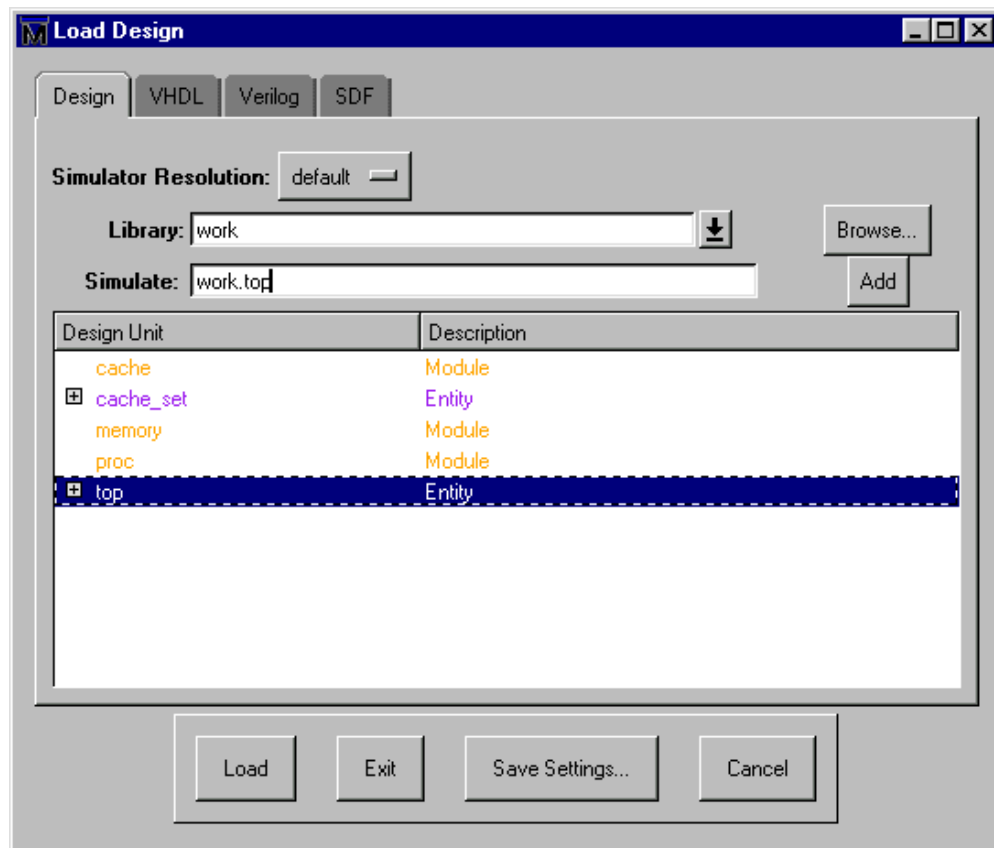 Load Design
Design VHDL Verilog SDF
Simulator Resolution: default
Library: work Browse...
Simulate: work.top Add
Design Unit Description
cache Module
cache_set Entity
memory Module
proc Module
top Entity
Load Exit Save Settings... Cancel